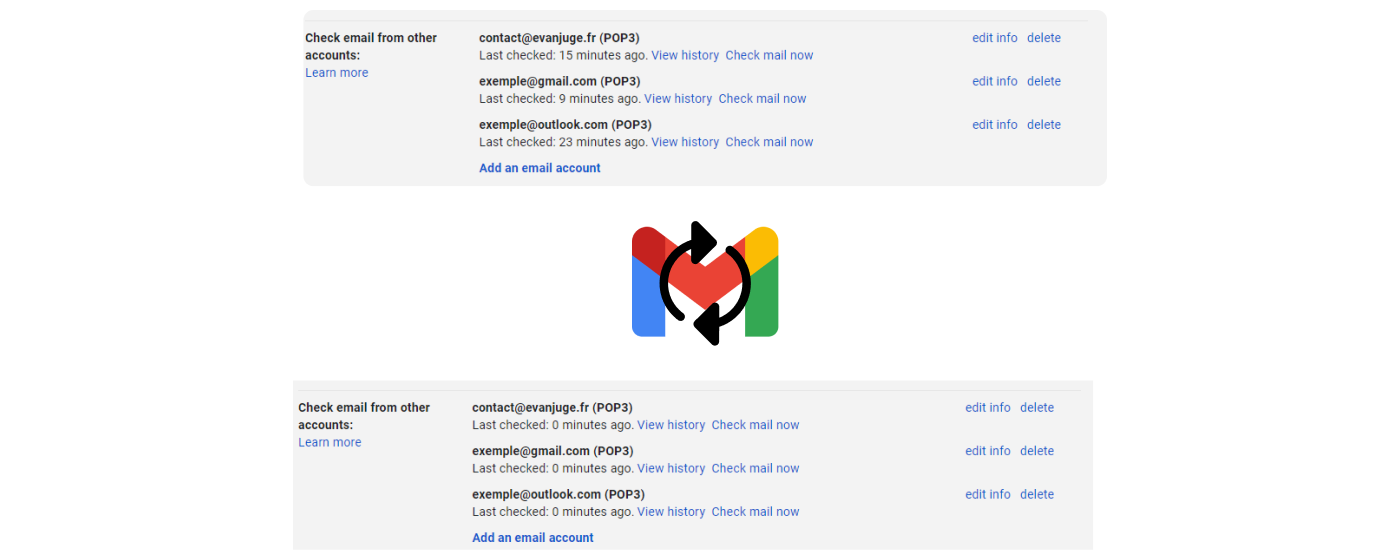 Check email from other
accounts:
Learn more
contact@evanjuge.fr (POP3)
edit info delete
Last checked: 15 minutes ago. View history Check mail now
exemple@gmail.com (POP3)
edit info delete
Last checked: 9 minutes ago. View history Check mail now
exemple@outlook.com (POP3)
edit info delete
Last checked: 23 minutes ago. View history Check mail now
Add an email account
Check email from other
accounts:
Learn more
contact@evanjuge.fr (POP3)
edit info delete
Last checked: 0 minutes ago. View history Check mail now
exemple@gmail.com (POP3)
edit info delete
Last checked: 0 minutes ago. View history Check mail now
exemple@outlook.com (POP3)
edit info delete
Last checked: 0 minutes ago. View history Check mail now
Add an email account